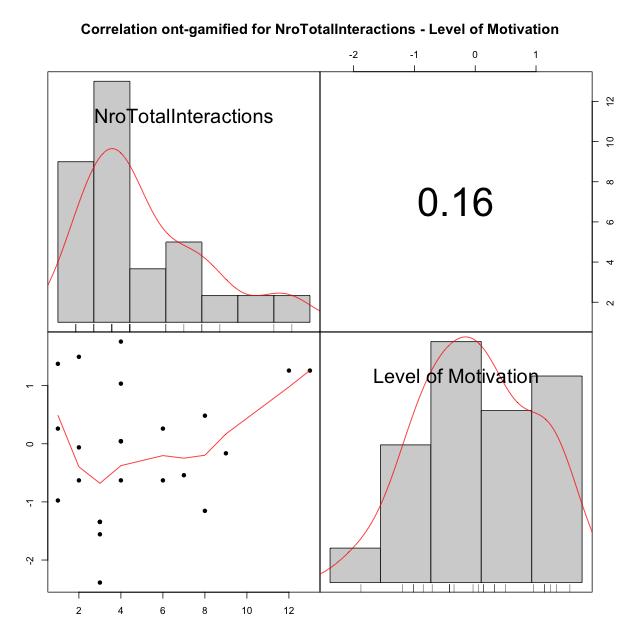 Correlation ont-gamified for NroTotalInteractions - Level of Motivation
-2 -1 0 1
NroTotalInteractions
0.16
12
10
8
6
4
2
Level of Motivation
1
0
-1
-2
2 4 6 8 10 12